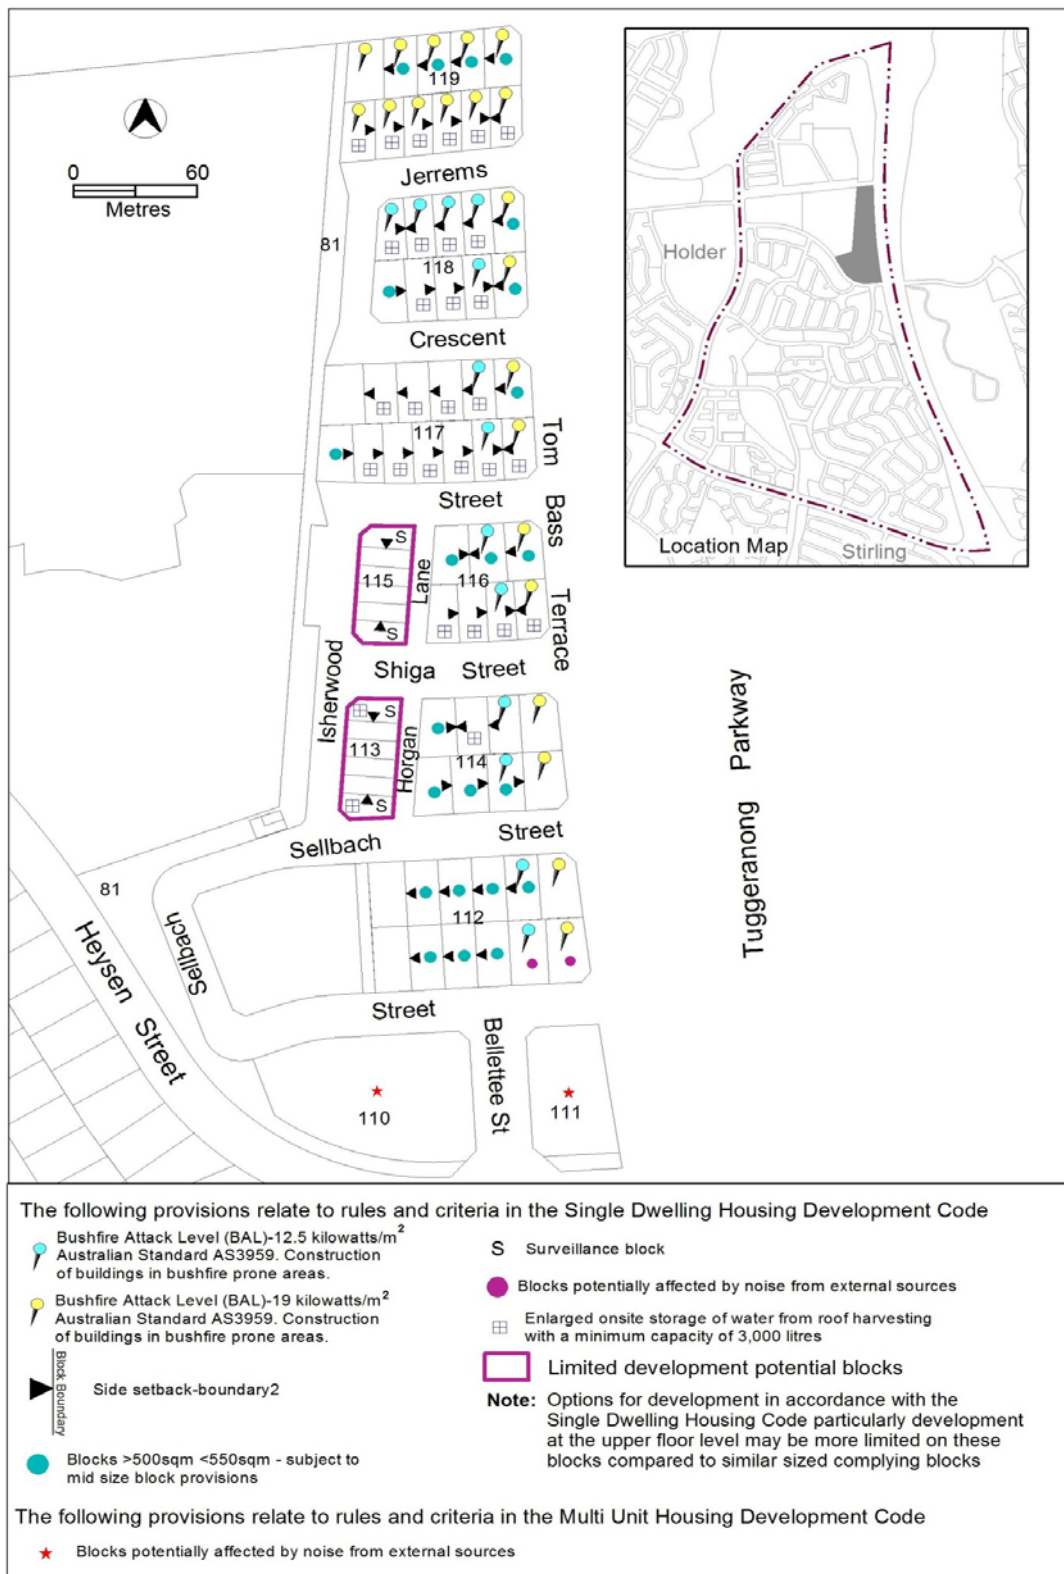 119
0 60
Metres
Jerrems
81
118
Holder
Crescent
117
Tom
Street
Bass
Location Map
Stirling
S
115
Lane
116
S
Terrace
Shiga Street
Isherwood
S
113
Horgan
114
S
Parkway
Tuggeranong
Sellbach Street
81
112
Sellbach
Heysen Street
Street
Bellettee St
110
111
The following provisions relate to rules and criteria in the Single Dwelling Housing Development Code
Bushfire Attack Level (BAL)-12.5 kilowatts/m²
Australian Standard AS3959. Construction
of buildings in bushfire prone areas.
Bushfire Attack Level (BAL)-19 kilowatts/m²
Australian Standard AS3959. Construction
of buildings in bushfire prone areas.
Block Boundary
Side setback-boundary2
Blocks >500sqm <550sqm - subject to
mid size block provisions
S Surveillance block
Blocks potentially affected by noise from external sources
Enlarged onsite storage of water from roof harvesting
with a minimum capacity of 3,000 litres
Limited development potential blocks
Note: Options for development in accordance with the
Single Dwelling Housing Code particularly development
at the upper floor level may be more limited on these
blocks compared to similar sized complying blocks
The following provisions relate to rules and criteria in the Multi Unit Housing Development Code
Blocks potentially affected by noise from external sources